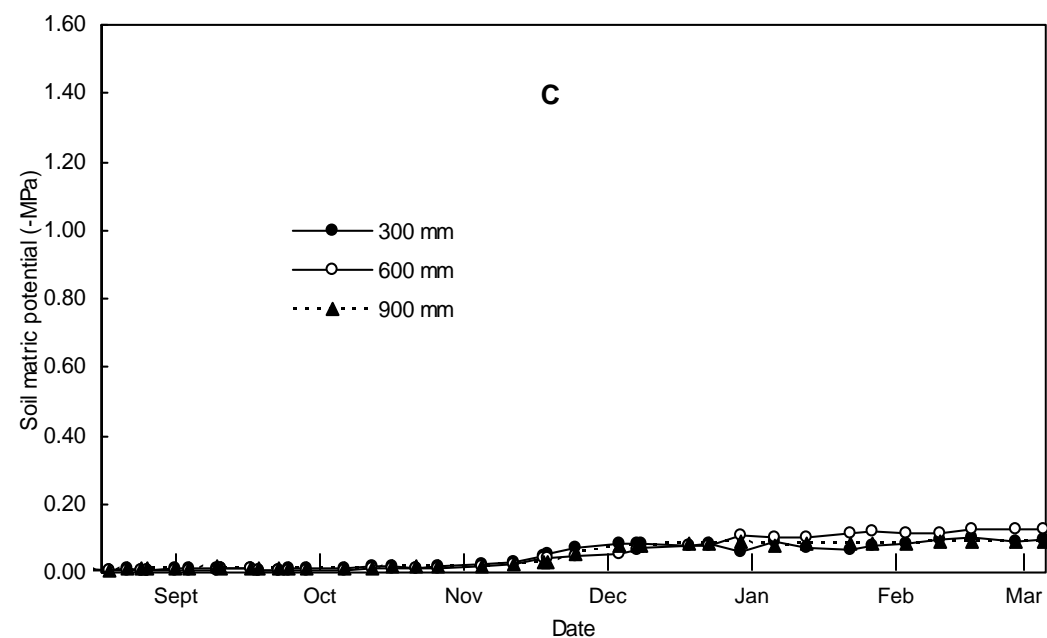 1.60
1.40
1.20
1.00
0.80
0.60
0.40
0.20
0.00
Soil matric potential (-MPa)
C
300 mm
600 mm
900 mm
Sept Oct Nov Dec Jan Feb Mar
Date